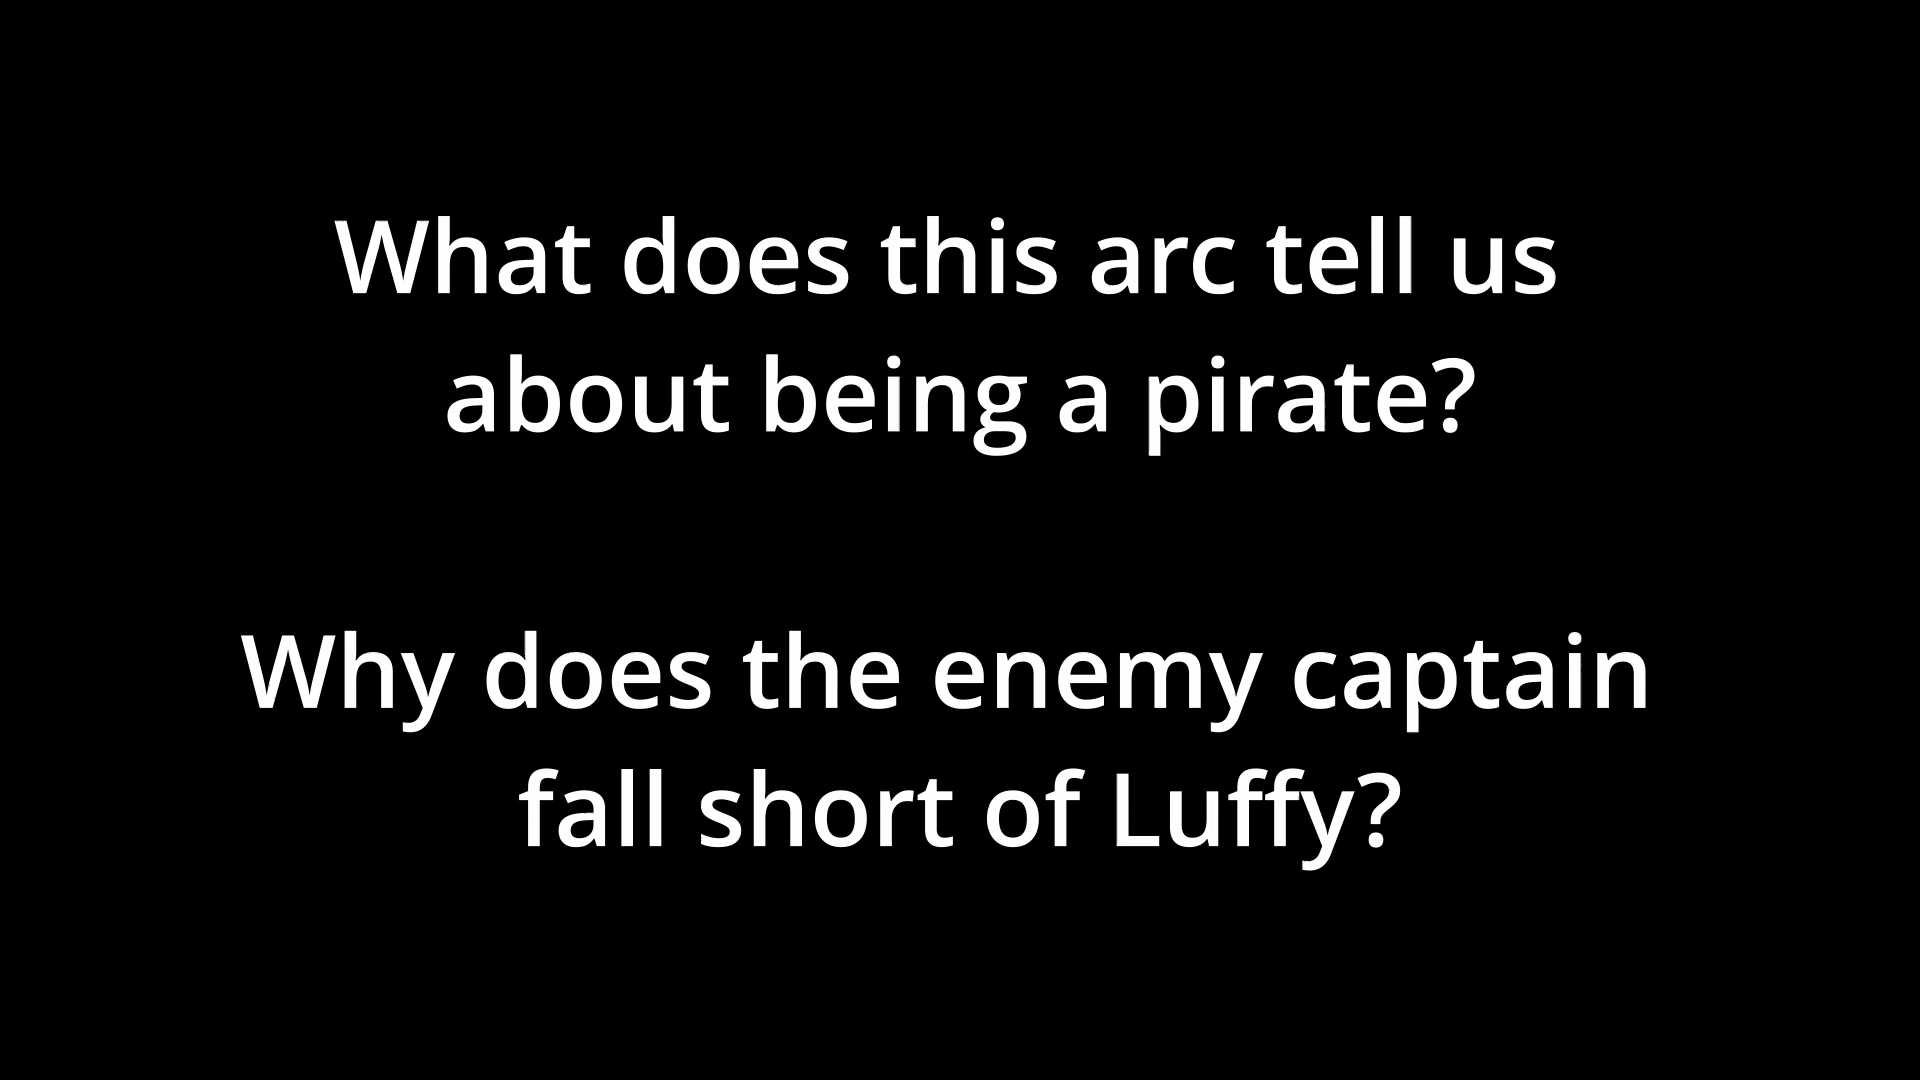 What does this arc tell us
about being a pirate?
Why does the enemy captain
fall short of Luffy?